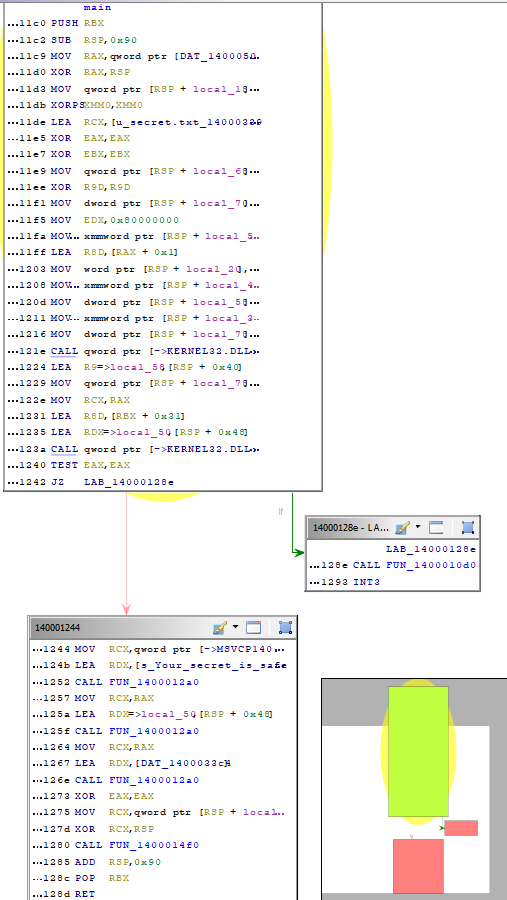 main
...11c0 PUSH RBX
...11c2 SUB RSP,0x90
...11c9 MOV RAX,qword ptr [DAT_1400050...
...11d0 XOR RAX,RSP
...11d3 MOV qword ptr [RSP + local_18...
...11db XORPS XMM0,XMM0
...11de LEA RCX,[u_secret.txt_14000339
...11e5 XOR EAX,EAX
...11e7 XOR EBX,EBX
...11e9 MOV qword ptr [RSP + local_68...
...11ee XOR R9D,R9D
...11f1 MOV dword ptr [RSP + local_70...
...11f5 MOV EDX,0x80000000
...11fa MOV... xmmword ptr [RSP + local_5...
...11ff LEA R8D,[RAX + 0x1]
...1203 MOV word ptr [RSP + local_20],...
...1208 MOV... xmmword ptr [RSP + local_4...
...120d MOV dword ptr [RSP + local_58...
...1211 MOV... xmmword ptr [RSP + local_3...
...1216 MOV dword ptr [RSP + local_78...
...121e CALL qword ptr [->KERNEL32.DLL...
...1224 LEA R9=>local_58,[RSP + 0x40]
...1229 MOV qword ptr [RSP + local_78...
...122e MOV RCX,RAX
...1231 LEA R8D,[RBX + 0x31]
...1235 LEA RDX=>local_50,[RSP + 0x48]
...123a CALL qword ptr [->KERNEL32.DLL...
...1240 TEST EAX,EAX
...1242 JZ LAB_14000128e
If
14000128e - LA...
LAB_14000128e
...128e CALL FUN_1400010d0
...1293 INT3
140001244
...1244 MOV RCX,qword ptr [->MSVCP140...
...124b LEA RDX,[s_Your_secret_is_safe
...1252 CALL FUN_1400012a0
...1257 MOV RCX,RAX
...125a LEA RDX=>local_50,[RSP + 0x48]
...125f CALL FUN_1400012a0
...1264 MOV RCX,RAX
...1267 LEA RDX,[DAT_1400033c4]
...126e CALL FUN_1400012a0
...1273 XOR EAX,EAX
...1275 MOV RCX,qword ptr [RSP + local...
...127d XOR RCX,RSP
...1280 CALL FUN_1400014f0
...1285 ADD RSP,0x90
...128c POP RBX
...128d RET